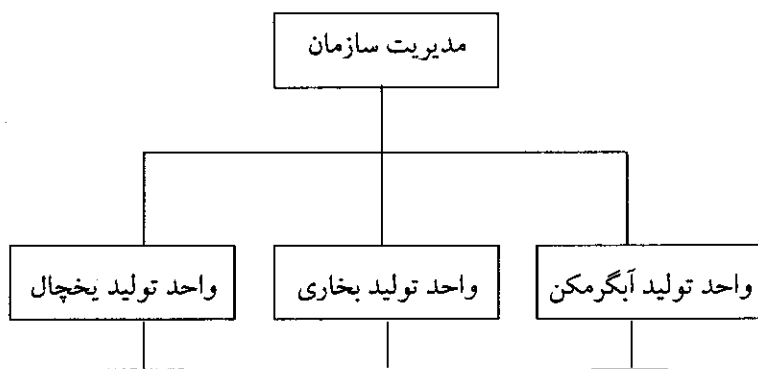 مدیریت سازمان
واحد تولید آبگرمکن
واحد تولید بخاری
واحد تولید یخچال